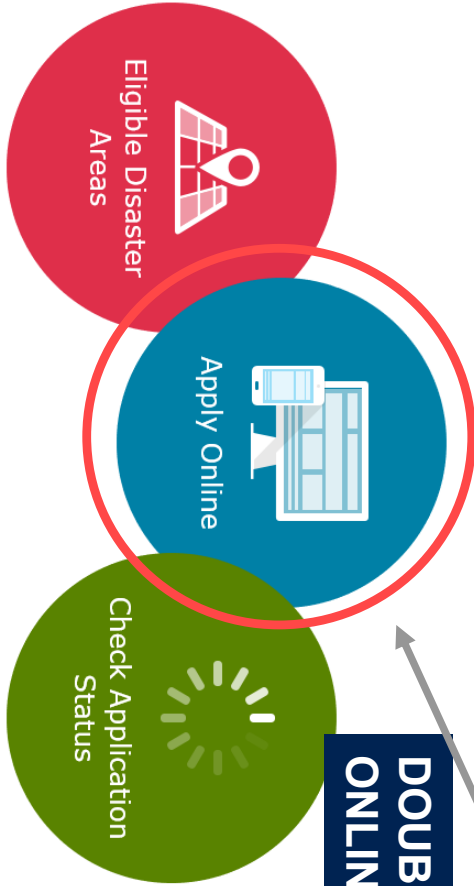 Eligible Disaster
Areas
Apply Online
Check Application
Status
DOUB
ONLIN